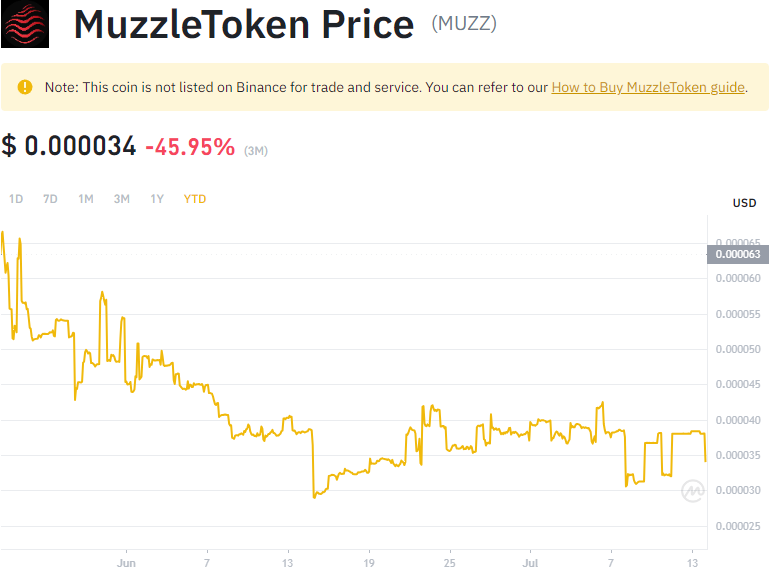 MuzzleToken Price (MUZZ)
Note: This coin is not listed on Binance for trade and service. You can refer to our How to Buy MuzzleToken guide.
$ 0.000034 -45.95% (3M)
1D 7D 1M 3M 1Y YTD
USD
0.000065
0.000063
0.000060
0.000055
0.000050
0.000045
0.000040
0.000035
0.000030
0.000025
Jun 7 13 19 25 Jul 7 13